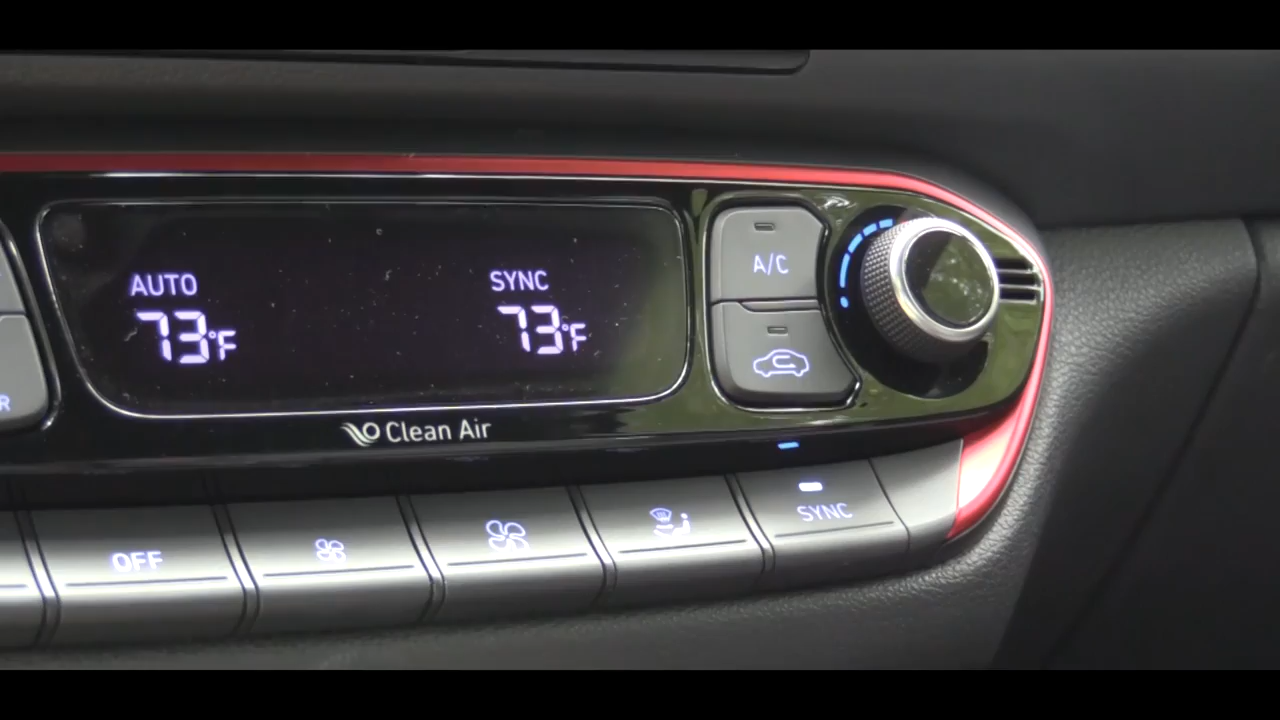 AUTO
SYNC
73°F
73°F
A/C
R
Clean Air
OFF
SYNC